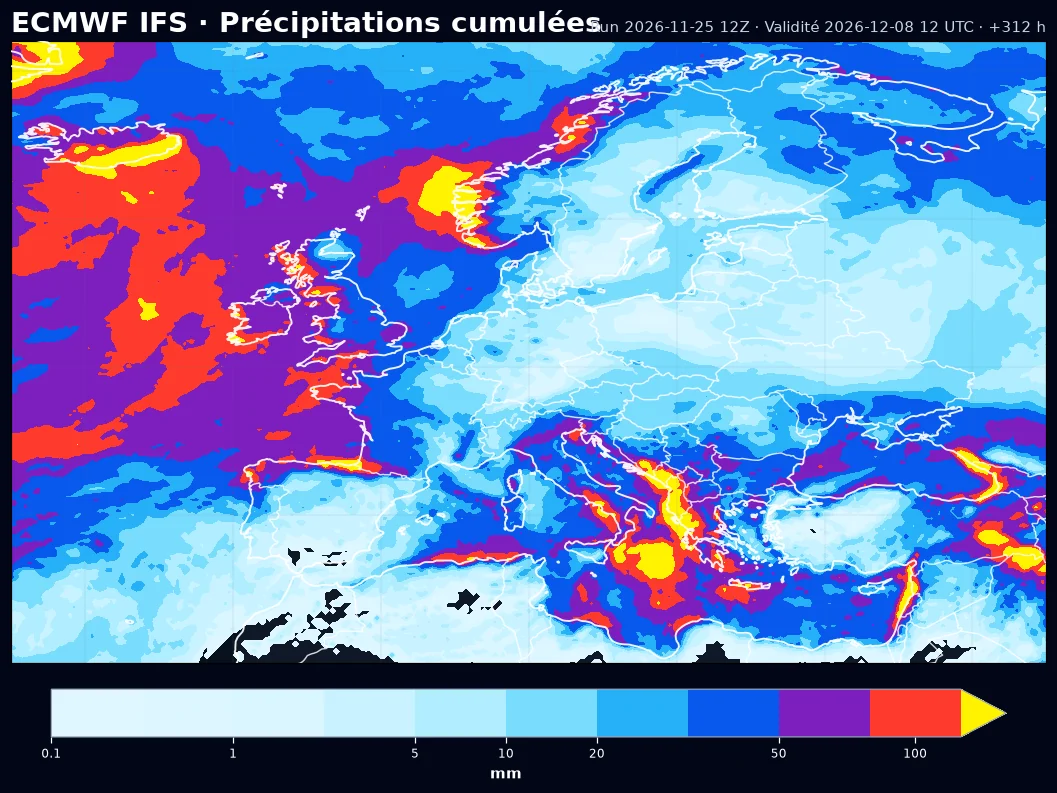 ECMWF IFS · Précipitations cumulées
Run 2026-11-25 12Z · Validité 2026-12-08 12 UTC · +312 h
0.1 1 5 10 20 50 100
mm